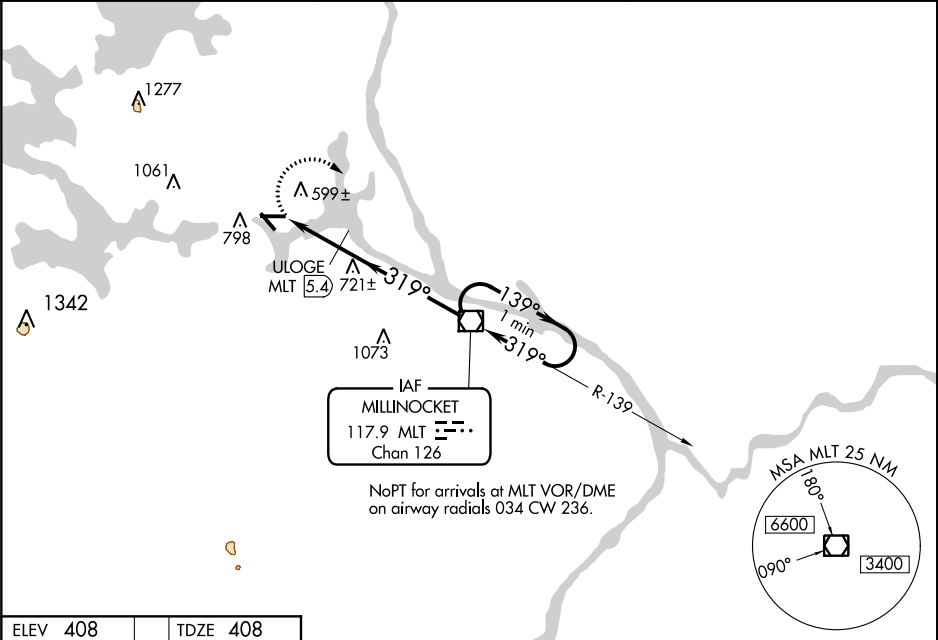 1277
1061
599±
798
ULOGE
MLT 5.4
721±
319°
1342
139°
1 min
319°
1073
R-139
IAF
MILLINOCKET
117.9 MLT
Chan 126
NoPT for arrivals at MLT VOR/DME
on airway radials 034 CW 236.
MSA MLT 25 NM
180°
6600
090°
3400
ELEV 408
TDZE 408